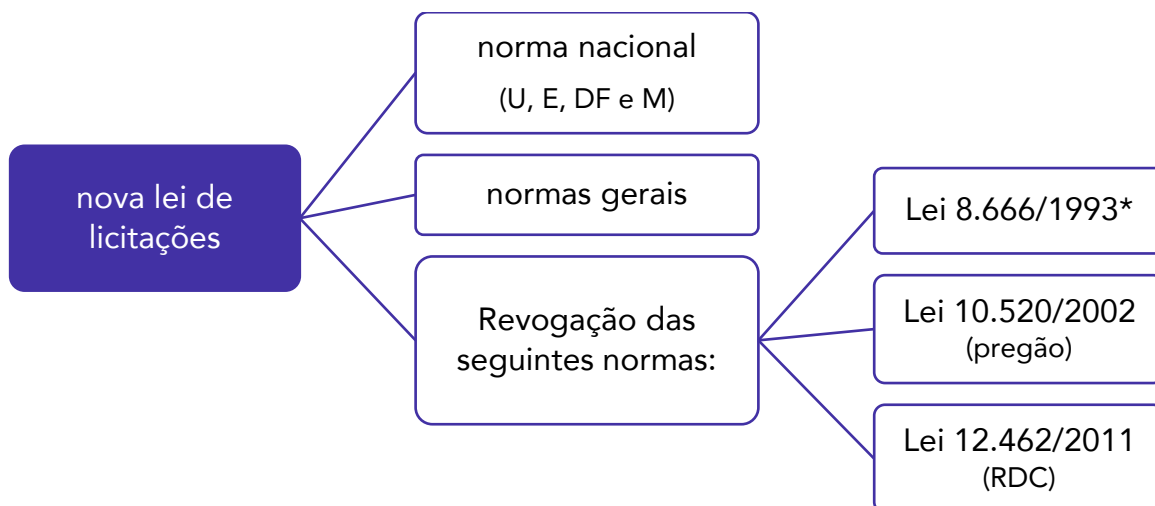 nova lei de
licitações
norma nacional
(U, E, DF e M)
normas gerais
Revogação das
seguintes normas:
Lei 8.666/1993*
Lei 10.520/2002
(pregão)
Lei 12.462/2011
(RDC)